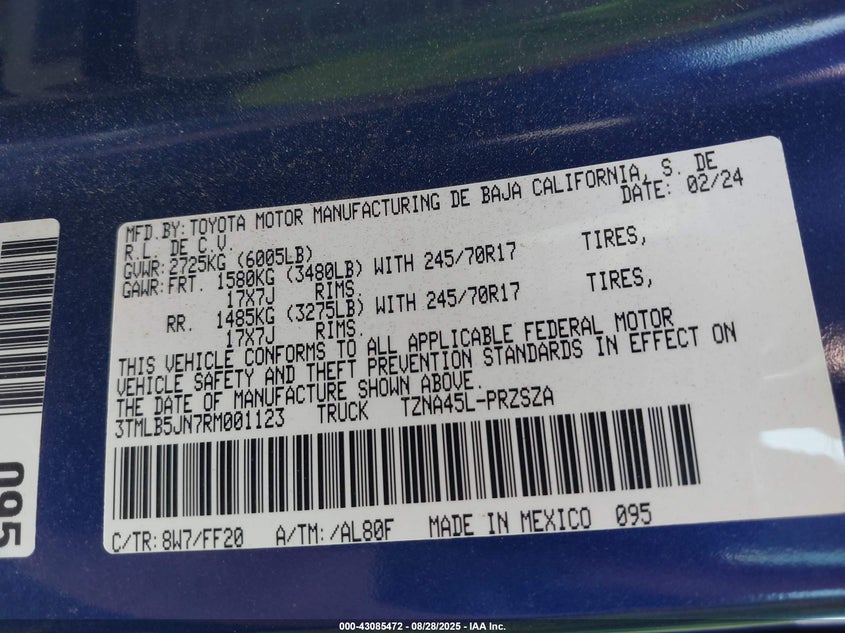 MFD.BY:TOYOTA MOTOR MANUFACTURING DE BAJA CALIFORNIA, S. DE
R.L. DE C.V. DATE: 02/24
GVWR:2725KG (6005LB)
GAWR:FRT. 1580KG (3480LB) WITH 245/70R17 TIRES,
17X7J RIMS.
RR. 1485KG (3275LB) WITH 245/70R17 TIRES,
17X7J RIMS.
THIS VEHICLE CONFORMS TO ALL APPLICABLE FEDERAL MOTOR
VEHICLE SAFETY AND THEFT PREVENTION STANDARDS IN EFFECT ON
THE DATE OF MANUFACTURE SHOWN ABOVE.
3TMLB5JN7RM001123 TRUCK TZNA45L-PRZSZA
C/TR:8W7/FF20 A/TM:/AL80F MADE IN MEXICO 095
095
000-43085472 - 08/28/2025 - IAA Inc.